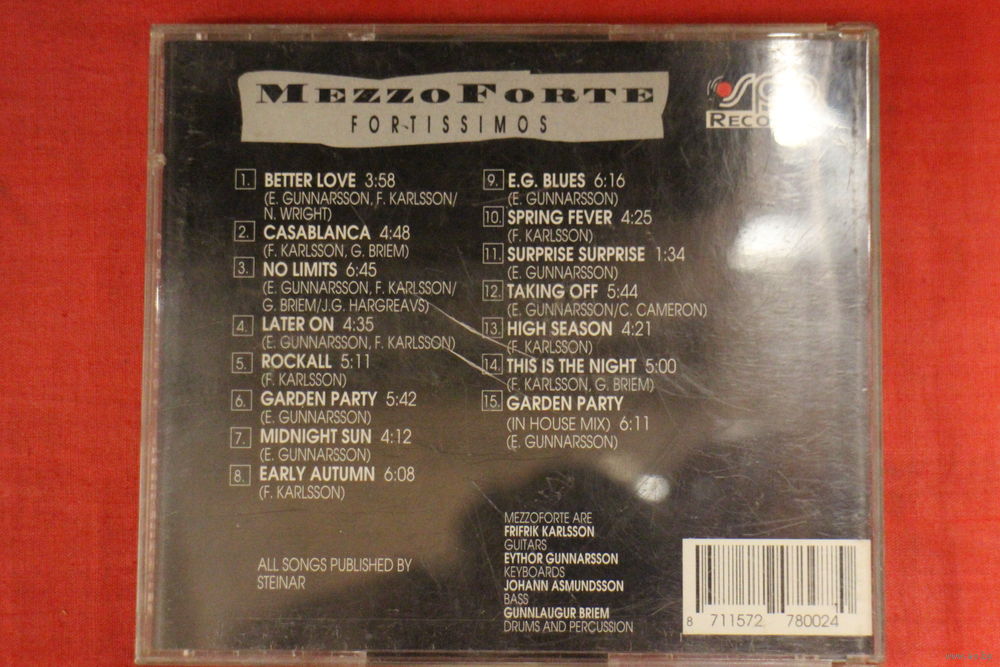 MEZZOFORTE
FORTISSIMOS
1. BETTER LOVE 3:58
(E. GUNNARSSON, F. KARLSSON/
N. WRIGHT)
2. CASABLANCA 4:48
(F. KARLSSON, G. BRIEM)
3. NO LIMITS 6:45
(E. GUNNARSSON, F. KARLSSON/
G. BRIEM/J.G. HARGREAVS)
4. LATER ON 4:35
(E. GUNNARSSON, F. KARLSSON)
5. ROCKALL 5:11
(F. KARLSSON)
6. GARDEN PARTY 5:42
(E. GUNNARSSON)
7. MIDNIGHT SUN 4:12
(E. GUNNARSSON)
8. EARLY AUTUMN 6:08
(F. KARLSSON)
9. E.G. BLUES 6:16
(E. GUNNARSSON)
10. SPRING FEVER 4:25
(F. KARLSSON)
11. SURPRISE SURPRISE 1:34
(E. GUNNARSSON)
12. TAKING OFF 5:44
(E. GUNNARSSON/C. CAMERON)
13. HIGH SEASON 4:21
(F. KARLSSON)
14. THIS IS THE NIGHT 5:00
(F. KARLSSON, G. BRIEM)
15. GARDEN PARTY
(IN HOUSE MIX) 6:11
(E. GUNNARSSON)
ALL SONGS PUBLISHED BY
STEINAR
MEZZOFORTE ARE
FRIFRIK KARLSSON
GUITARS
EYTHOR GUNNARSSON
KEYBOARDS
JOHANN ASMUNDSSON
BASS
GUNNLAUGUR BRIEM
DRUMS AND PERCUSSION
8 711572 780024